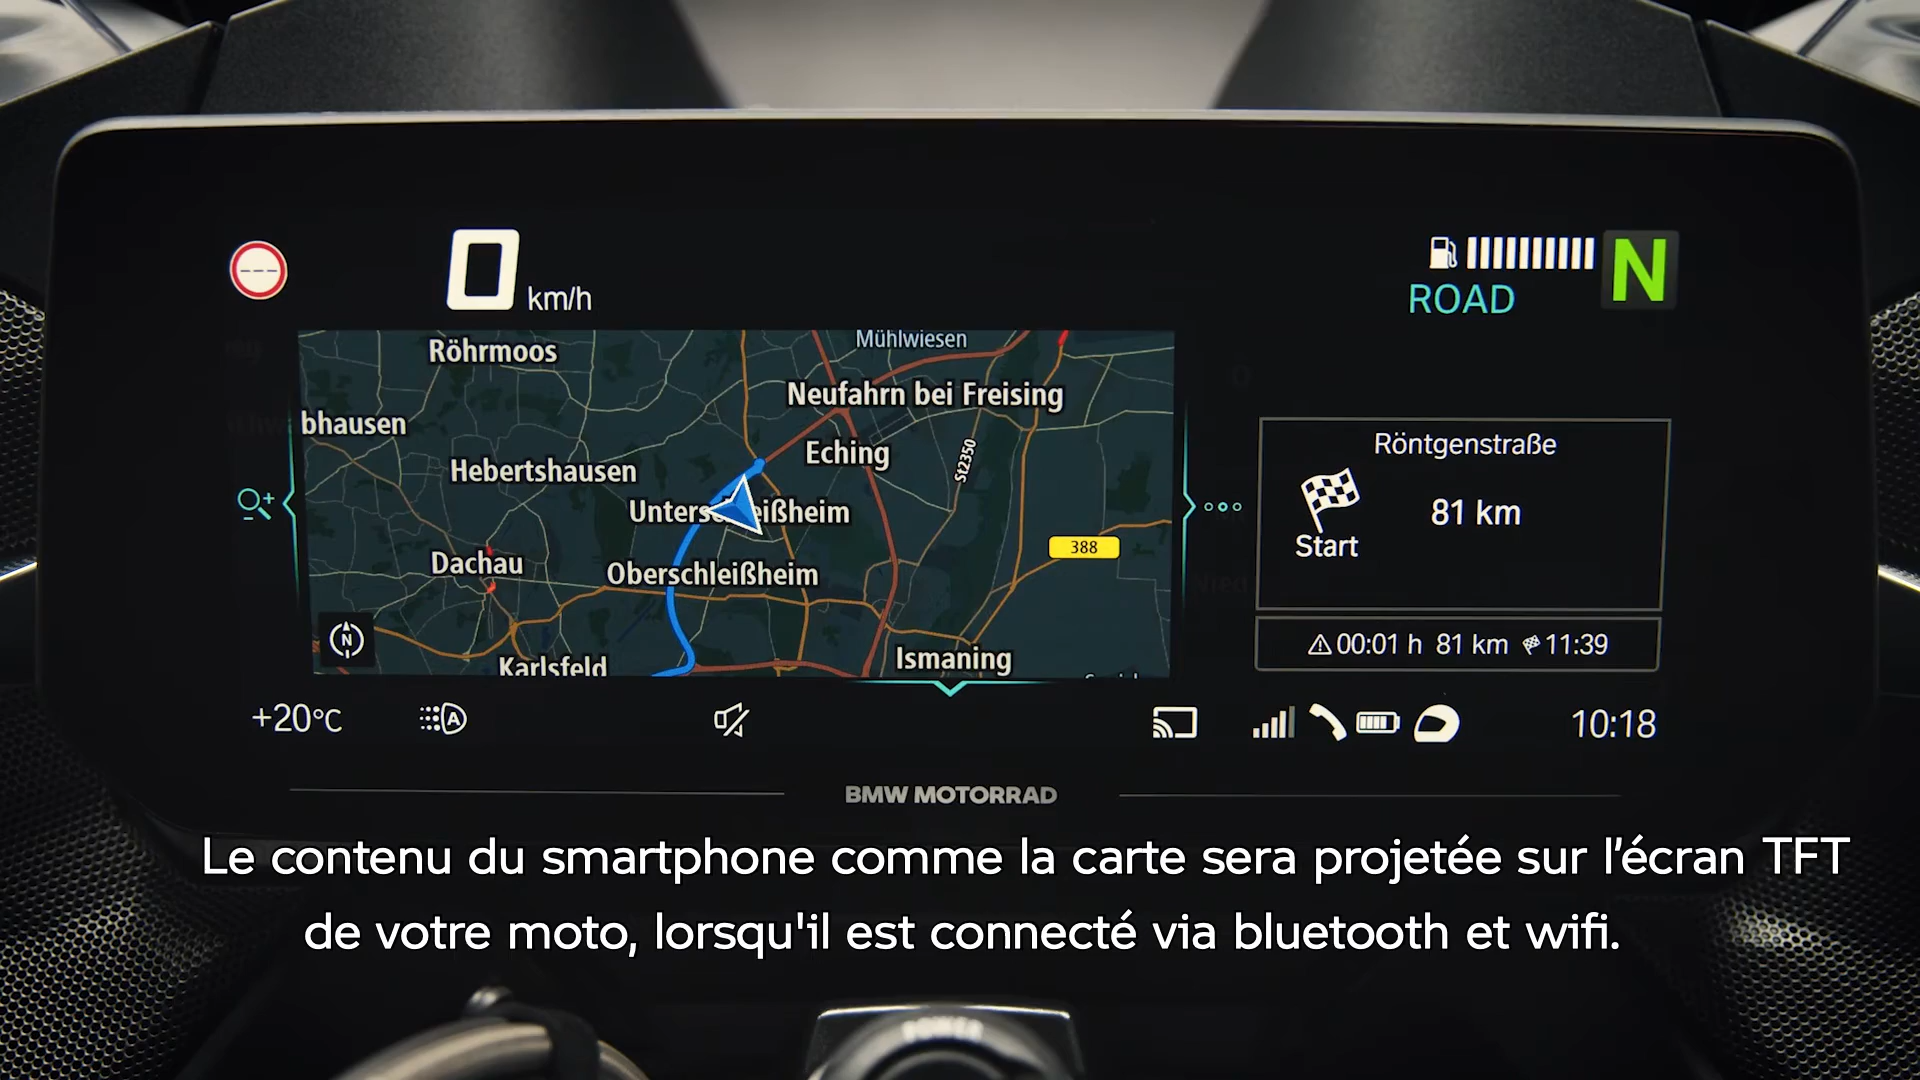 0 km/h
ROAD
N
Röhrmoos
Mühlwiesen
Neufahrn bei Freising
bhausen
Eching
St2350
Hebertshausen
Unterschleißheim
388
Dachau
Oberschleißheim
N
Karlsfeld
Ismaning
Röntgenstraße
81 km
Start
00:01 h 81 km 11:39
+20°C
A
10:18
BMW MOTORRAD
Le contenu du smartphone comme la carte sera projetée sur l’écran TFT
de votre moto, lorsqu'il est connecté via bluetooth et wifi.